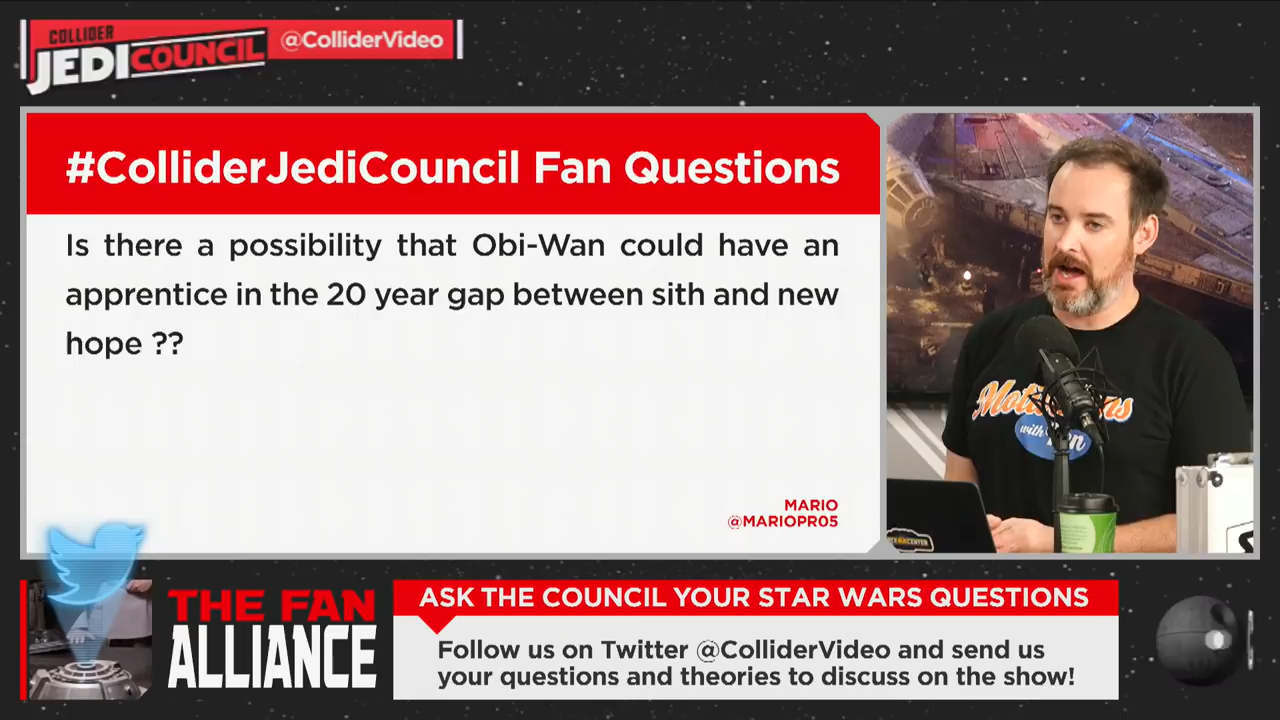 COLLIDER
JEDI COUNCIL
@ColliderVideo
#ColliderJediCouncil Fan Questions
Is there a possibility that Obi-Wan could have an
apprentice in the 20 year gap between sith and new
hope ??
MARIO
@MARIOPR05
with
THE FAN
ALLIANCE
ASK THE COUNCIL YOUR STAR WARS QUESTIONS
Follow us on Twitter @ColliderVideo and send us
your questions and theories to discuss on the show!